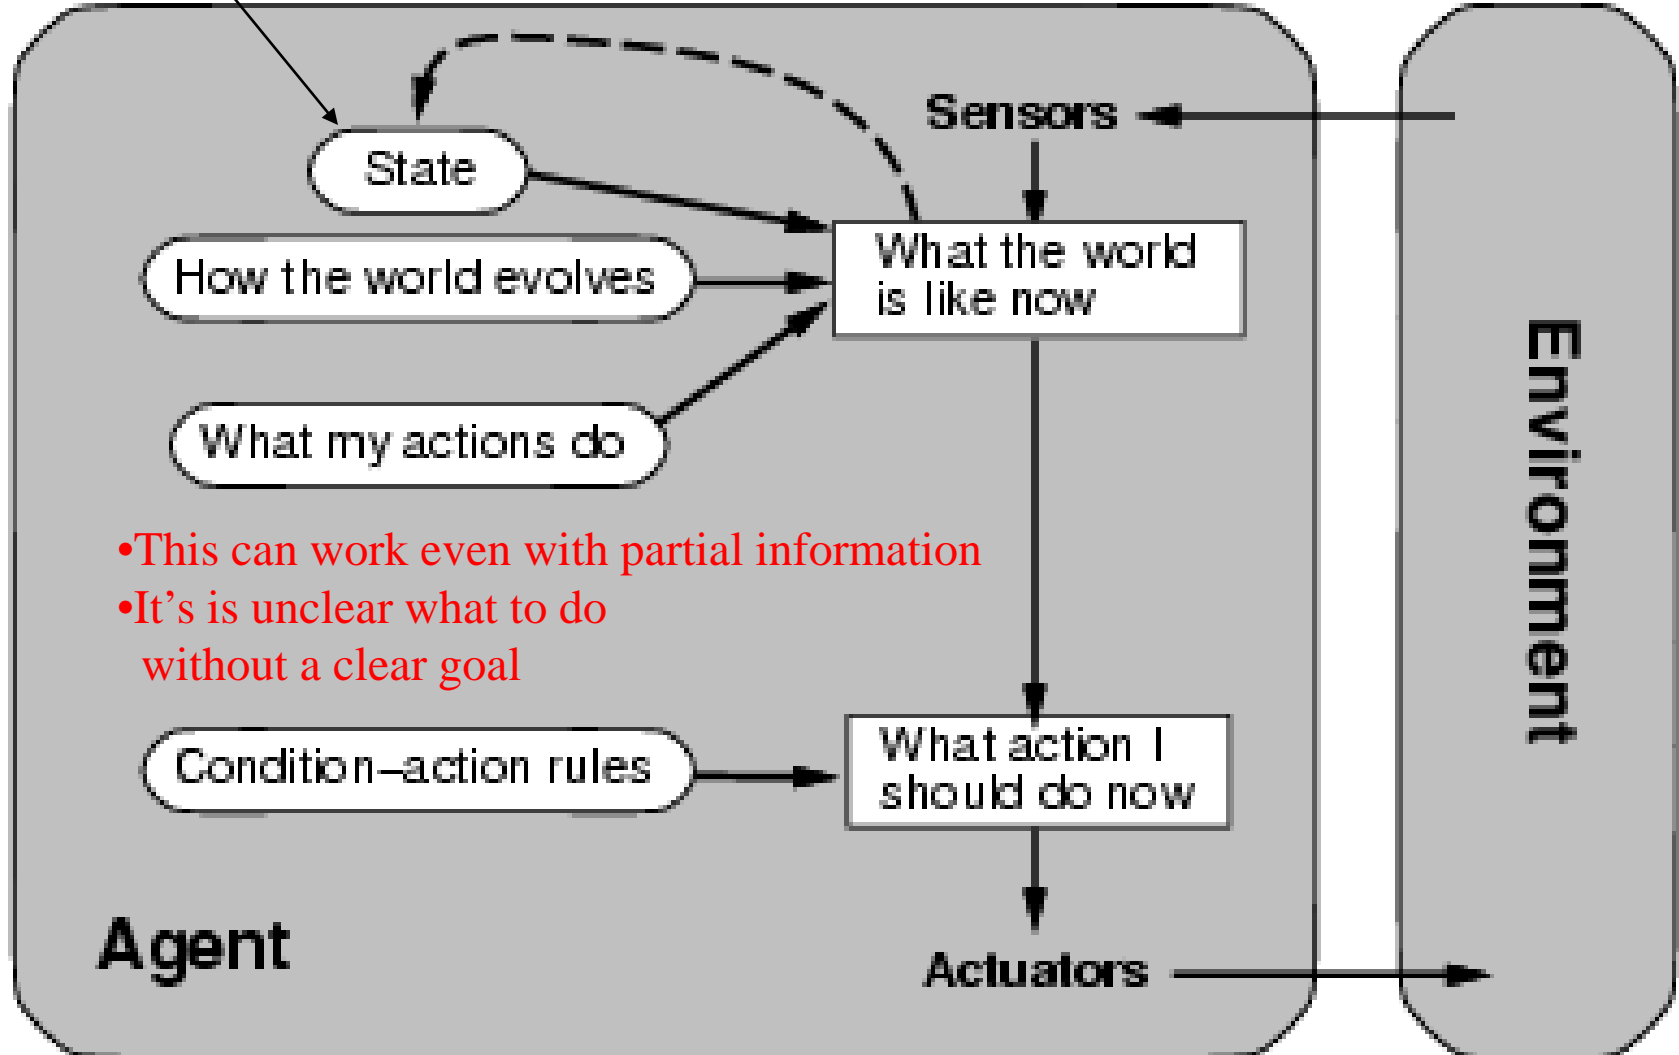 Sensors
State
What the world
is like now
How the world evolves
What my actions do
•This can work even with partial information
•It’s is unclear what to do
without a clear goal
Condition–action rules
What action I
should do now
Agent
Actuators
Environment